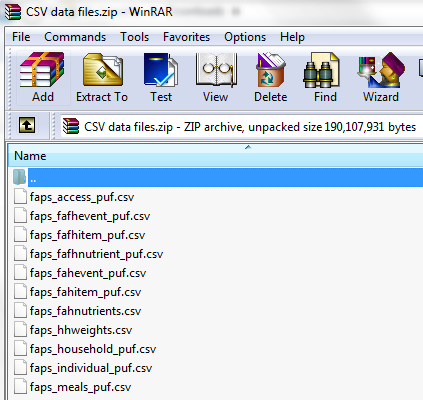 CSV data files.zip - WinRAR
File Commands Tools Favorites Options Help
Add Extract To Test View Delete Find Wizard
CSV data files.zip - ZIP archive, unpacked size 190,107,931 bytes
Name
..
faps_access_puf.csv
faps_fafhevent_puf.csv
faps_fafhitem_puf.csv
faps_fafhnutrient_puf.csv
faps_fahevent_puf.csv
faps_fahitem_puf.csv
faps_fahnutrients.csv
faps_hhweights.csv
faps_household_puf.csv
faps_individual_puf.csv
faps_meals_puf.csv